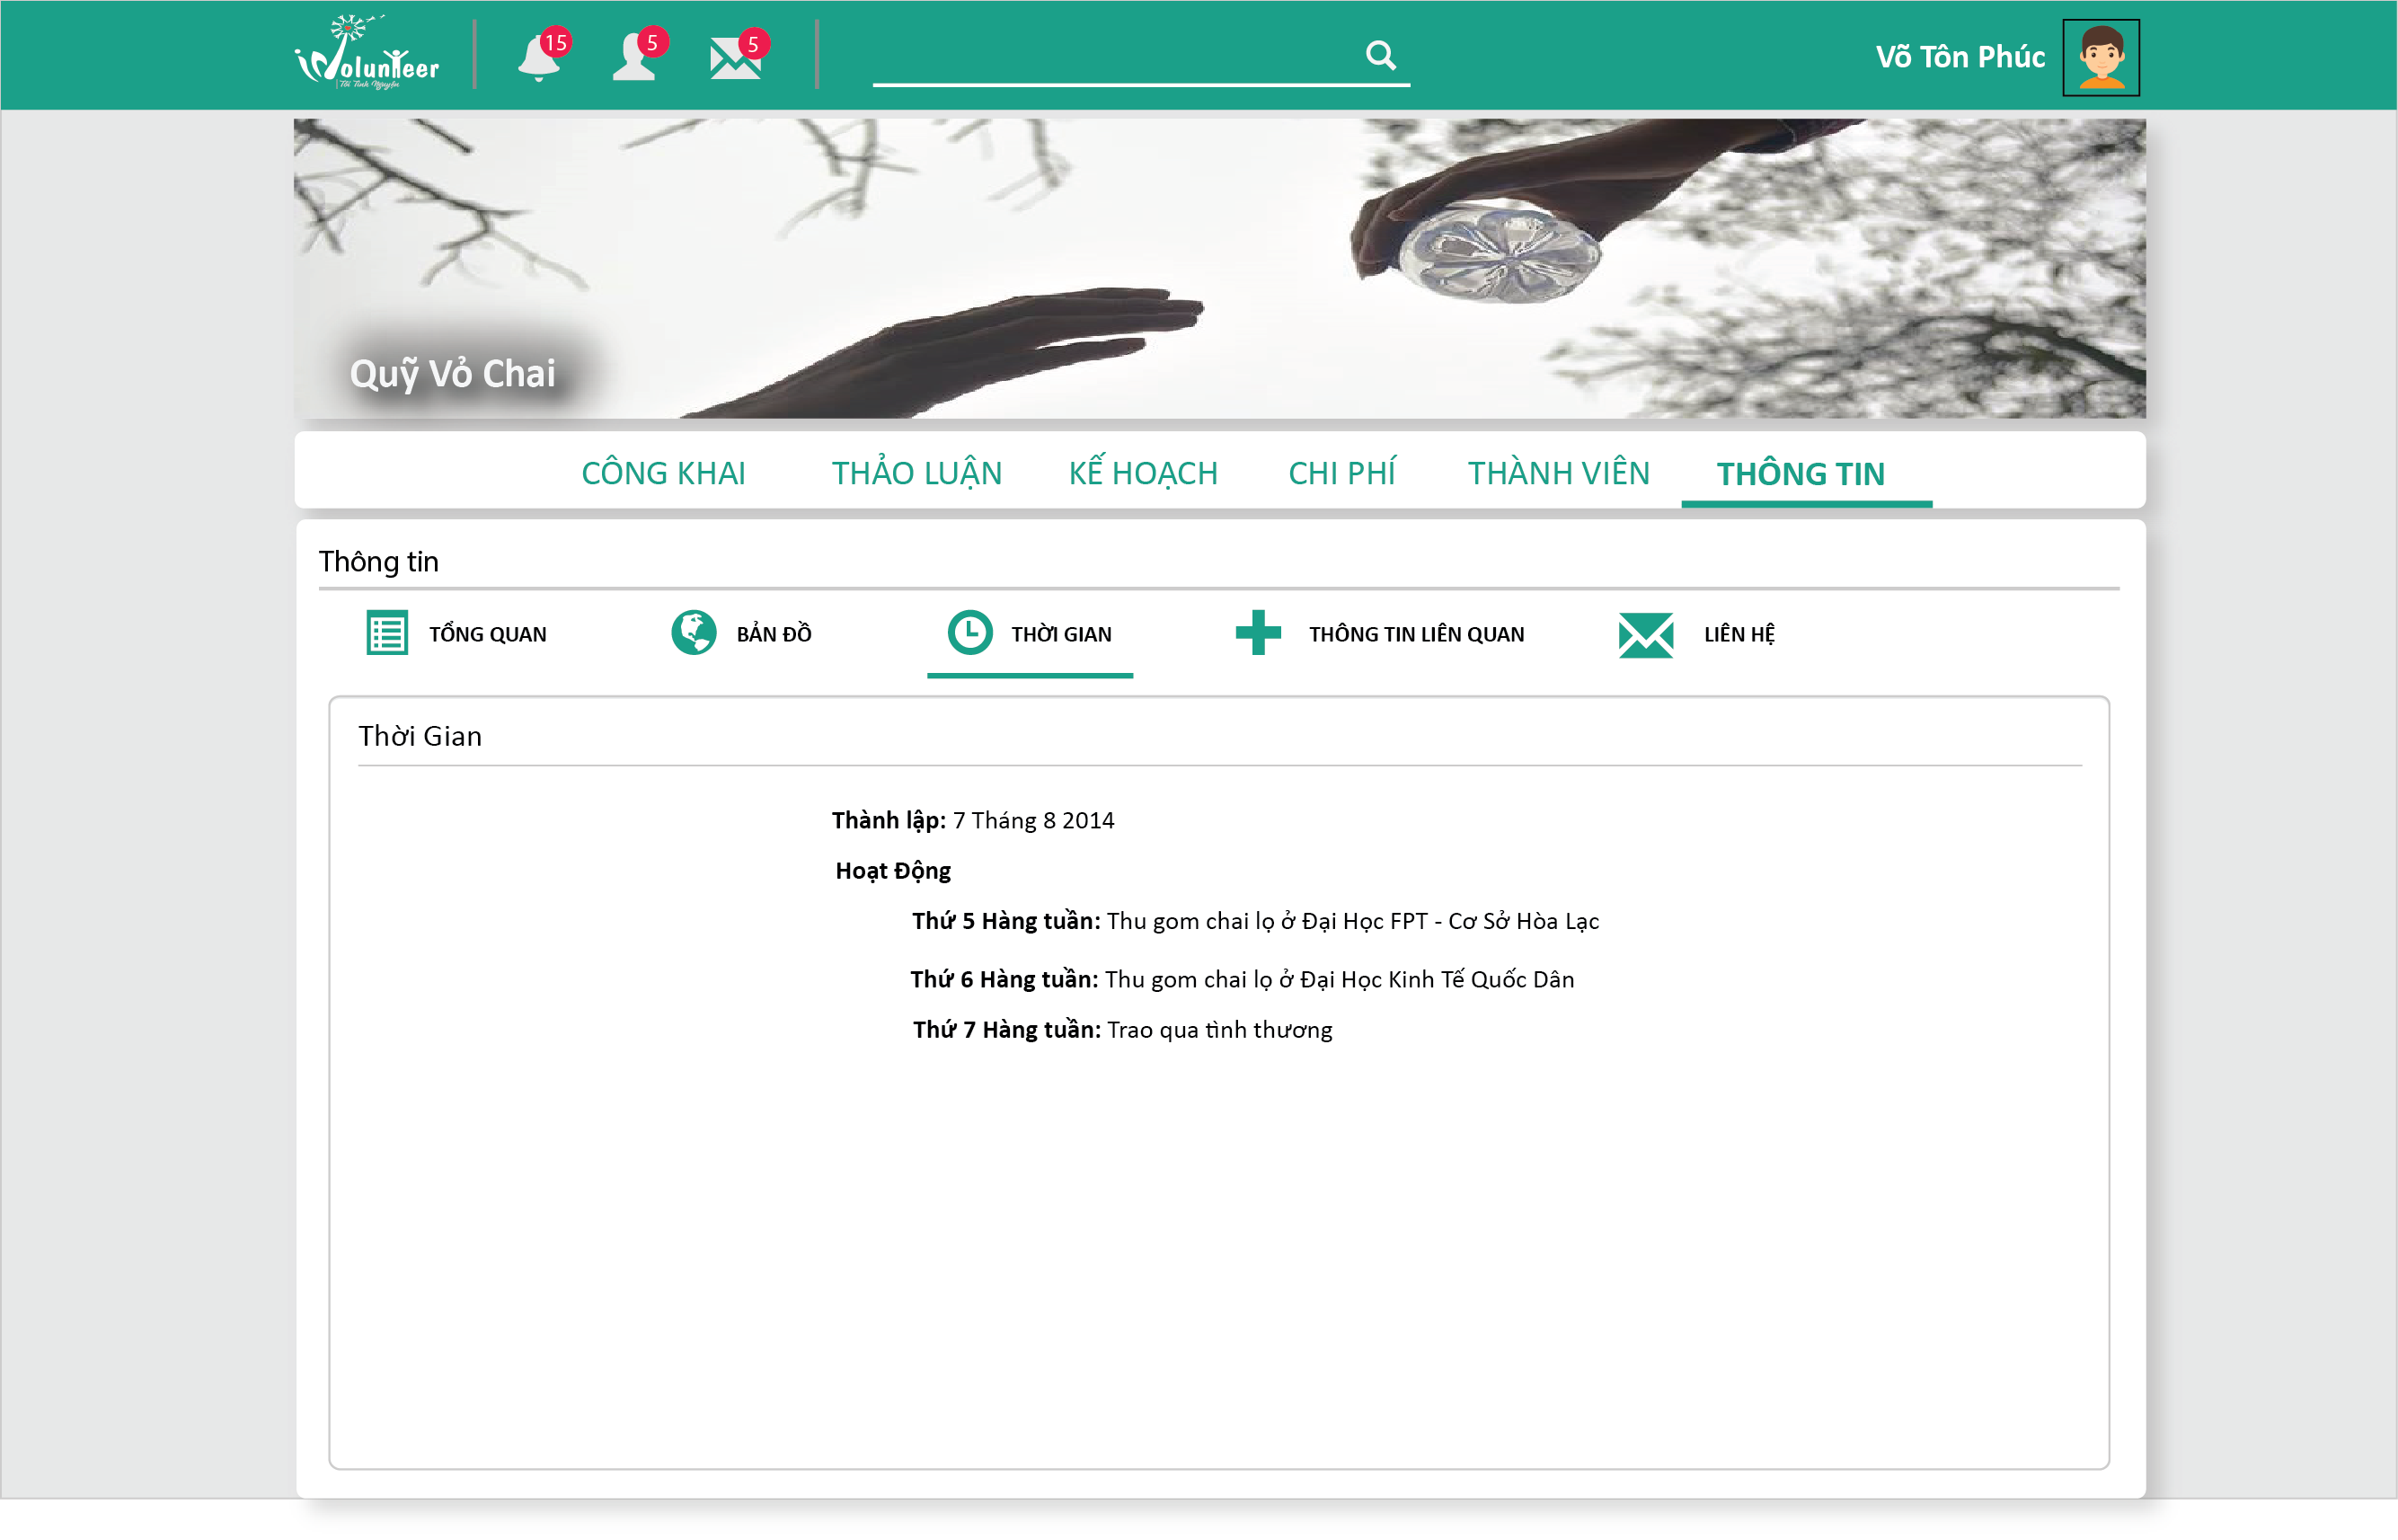 Volunteer
Tôi Tình Nguyện
15
5
5
Võ Tôn Phúc
Quỹ Vỏ Chai
CÔNG KHAI THẢO LUẬN KẾ HOẠCH CHI PHÍ THÀNH VIÊN THÔNG TIN
Thông tin
TỔNG QUAN BẢN ĐỒ THỜI GIAN THÔNG TIN LIÊN QUAN LIÊN HỆ
Thời Gian
Thành lập: 7 Tháng 8 2014
Hoạt Động
Thứ 5 Hàng tuần: Thu gom chai lọ ở Đại Học FPT - Cơ Sở Hòa Lạc
Thứ 6 Hàng tuần: Thu gom chai lọ ở Đại Học Kinh Tế Quốc Dân
Thứ 7 Hàng tuần: Trao qua tình thương